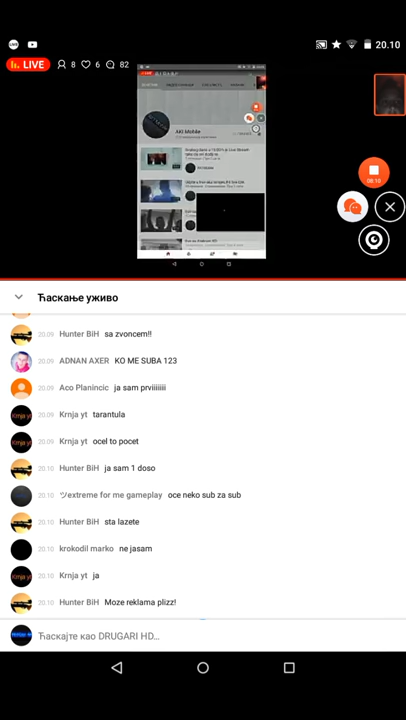 20.10
LIVE 8 6 82
AKI Mobile
00:10
Ћаскање уживо
20.09 Hunter BiH sa zvoncem!!
20.09 ADNAN AXER KO ME SUBA 123
20.09 Aco Planincic ja sam prviiiiiii
20.09 Krnja yt tarantula
20.09 Krnja yt ocel to pocet
20.10 Hunter BiH ja sam 1 doso
20.10 ツextreme for me gameplay oce neko sub za sub
20.10 Hunter BiH sta lazete
20.10 krokodil marko ne jasam
20.10 Krnja yt ja
20.10 Hunter BiH Moze reklama plizz!
Ћаскајте као DRUGARI HD...